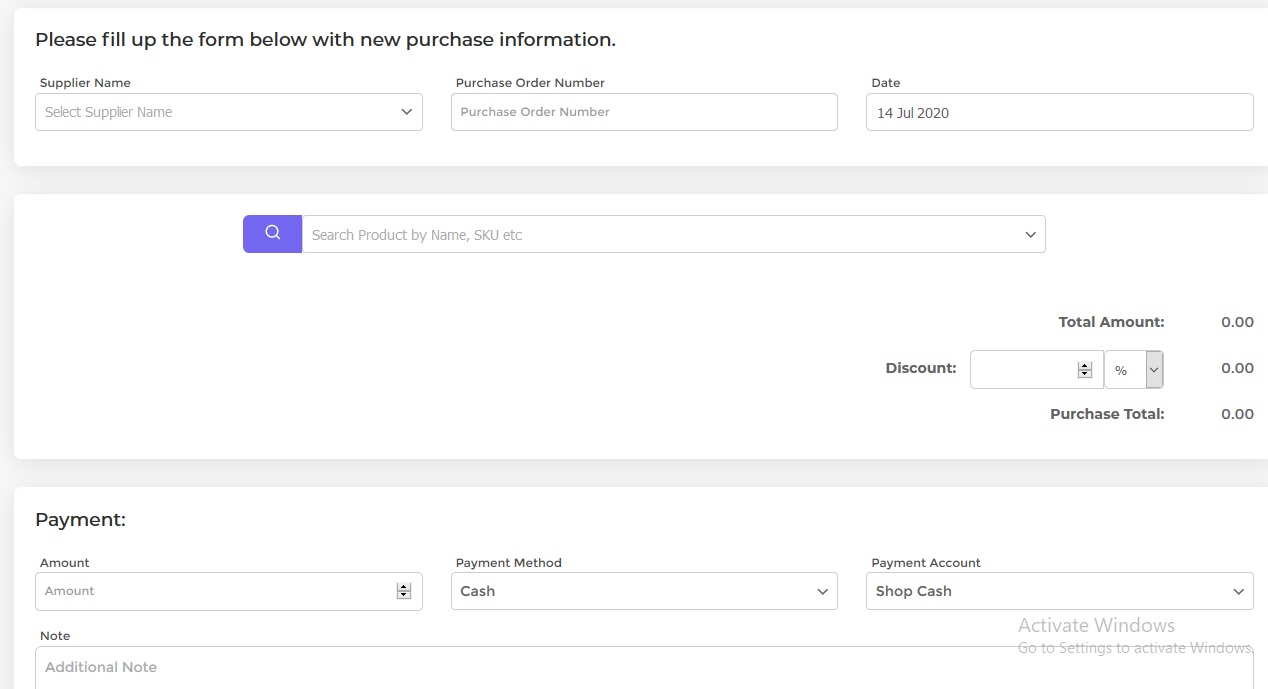 Please fill up the form below with new purchase information.
Supplier Name Purchase Order Number Date
Select Supplier Name Purchase Order Number 14 Jul 2020
Search Product by Name, SKU etc
Total Amount: 0.00
Discount: % 0.00
Purchase Total: 0.00
Payment:
Amount Payment Method Payment Account
Amount Cash Shop Cash
Activate Windows
Note
Go to Settings to activate Windows.
Additional Note